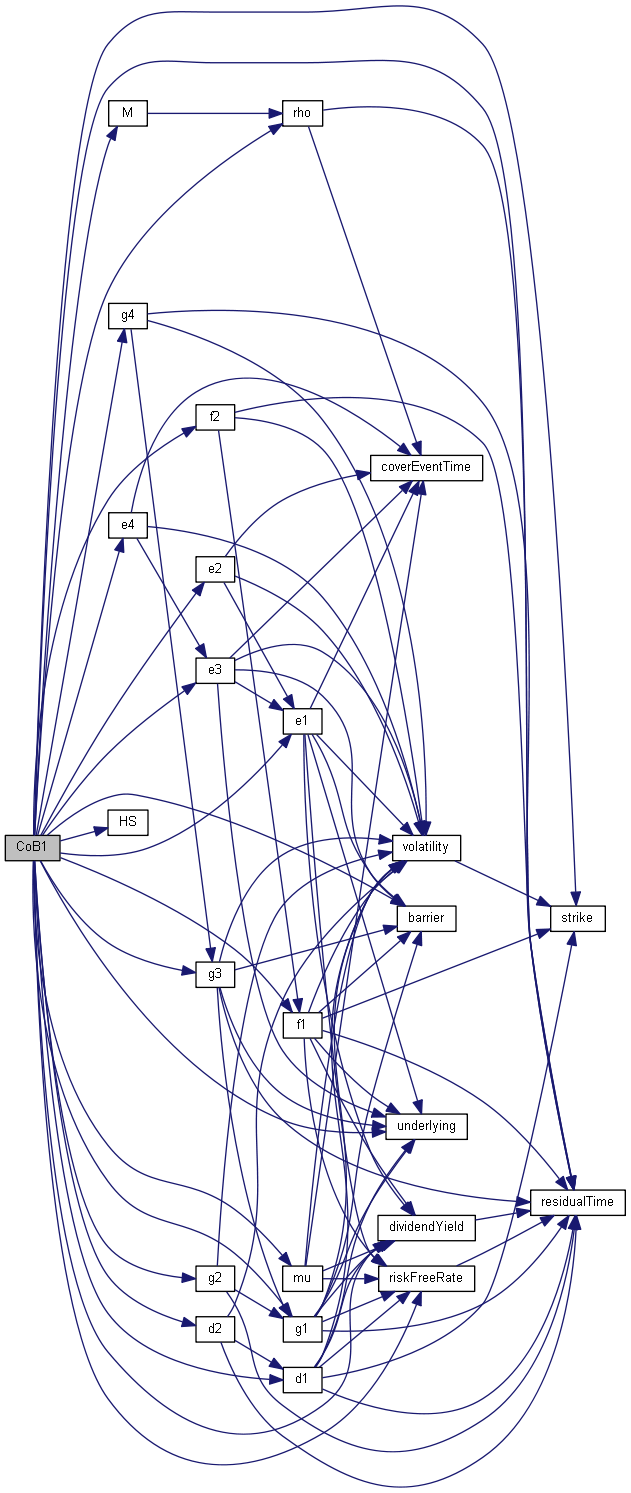 M
rho
g4
f2
coverEventTime
e4
e2
e3
e1
HS
CoB1
volatility
barrier
strike
g3
f1
underlying
residualTime
dividendYield
mu
riskFreeRate
g2
g1
d2
d1